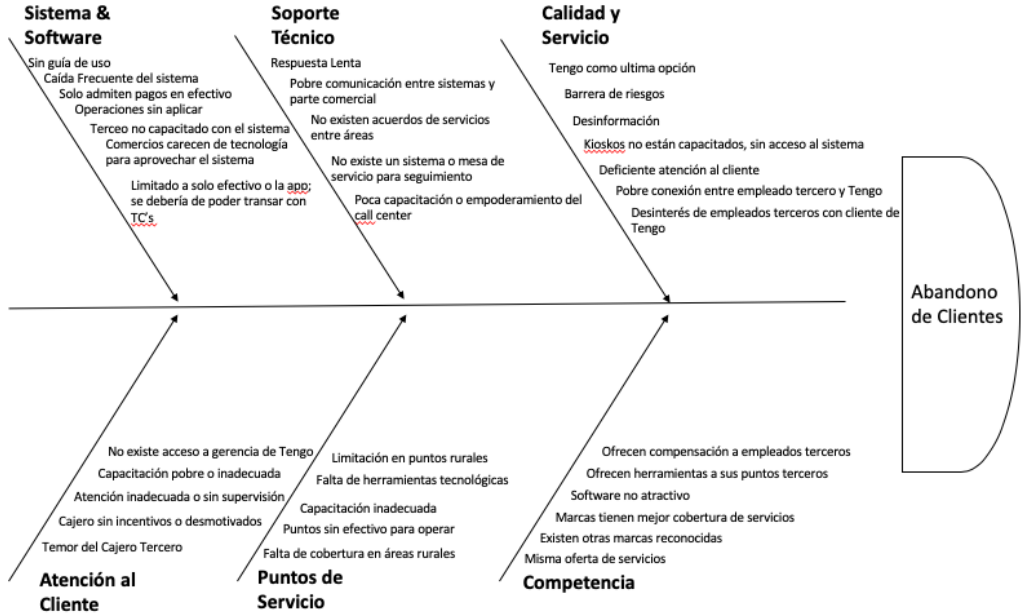 Sistema &
Software
Sin guía de uso
Caída Frecuente del sistema
Solo admiten pagos en efectivo
Operaciones sin aplicar
Terceo no capacitado con el sistema
Comercios carecen de tecnología
para aprovechar el sistema
Limitado a solo efectivo o la app;
se debería de poder transar con
TC's
Soporte
Técnico
Respuesta Lenta
Pobre comunicación entre sistemas y
parte comercial
No existen acuerdos de servicios
entre áreas
No existe un sistema o mesa de
servicio para seguimiento
Poca capacitación o empoderamiento del
call center
Calidad y
Servicio
Tengo como ultima opción
Barrera de riesgos
Desinformación
Kioskos no están capacitados, sin acceso al sistema
Deficiente atención al cliente
Pobre conexión entre empleado tercero y Tengo
Desinterés de empleados terceros con cliente de
Tengo
Abandono
de Clientes
No existe acceso a gerencia de Tengo
Capacitación pobre o inadecuada
Atención inadecuada o sin supervisión
Cajero sin incentivos o desmotivados
Temor del Cajero Tercero
Atención al
Cliente
Limitación en puntos rurales
Falta de herramientas tecnológicas
Capacitación inadecuada
Puntos sin efectivo para operar
Falta de cobertura en áreas rurales
Puntos de
Servicio
Ofrecen compensación a empleados terceros
Ofrecen herramientas a sus puntos terceros
Software no atractivo
Marcas tienen mejor cobertura de servicios
Existen otras marcas reconocidas
Misma oferta de servicios
Competencia